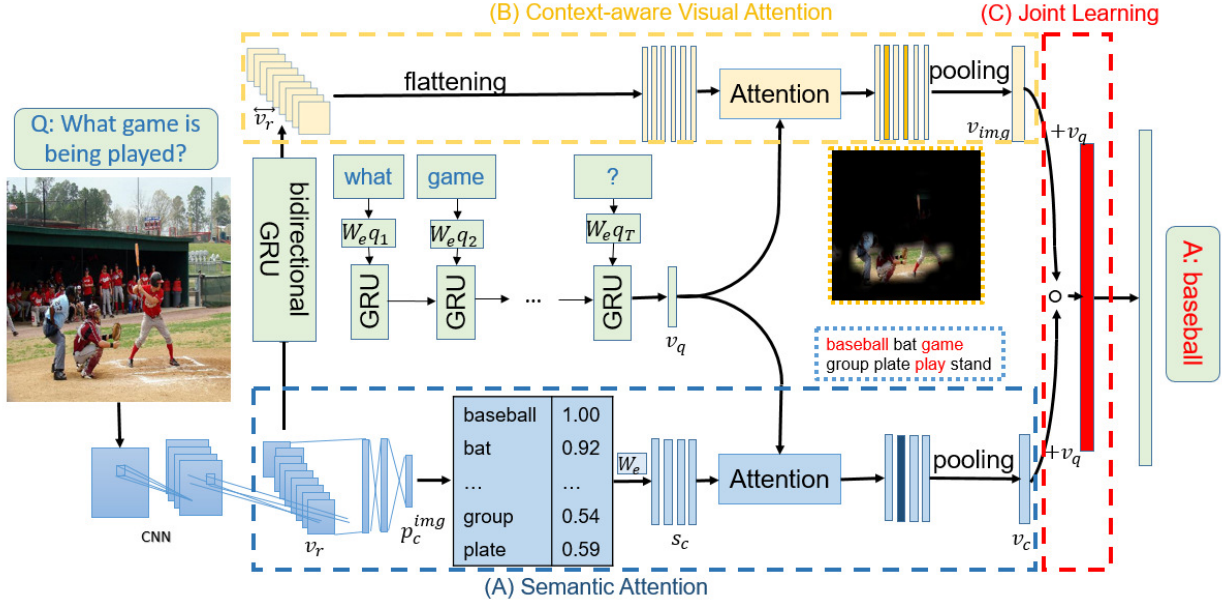 (B) Context-aware Visual Attention
(C) Joint Learning
flattening
Attention
pooling
v_r
v_img
+v_q
Q: What game is
being played?
bidirectional
GRU
what
game
?
W_e q_1
W_e q_2
W_e q_T
GRU
GRU
...
GRU
v_q
baseball bat game
group plate play stand
A: baseball
baseball 1.00
bat 0.92
... ...
group 0.54
plate 0.59
W_e
Attention
pooling
+v_q
CNN
v_r
p_c^img
s_c
v_c
(A) Semantic Attention